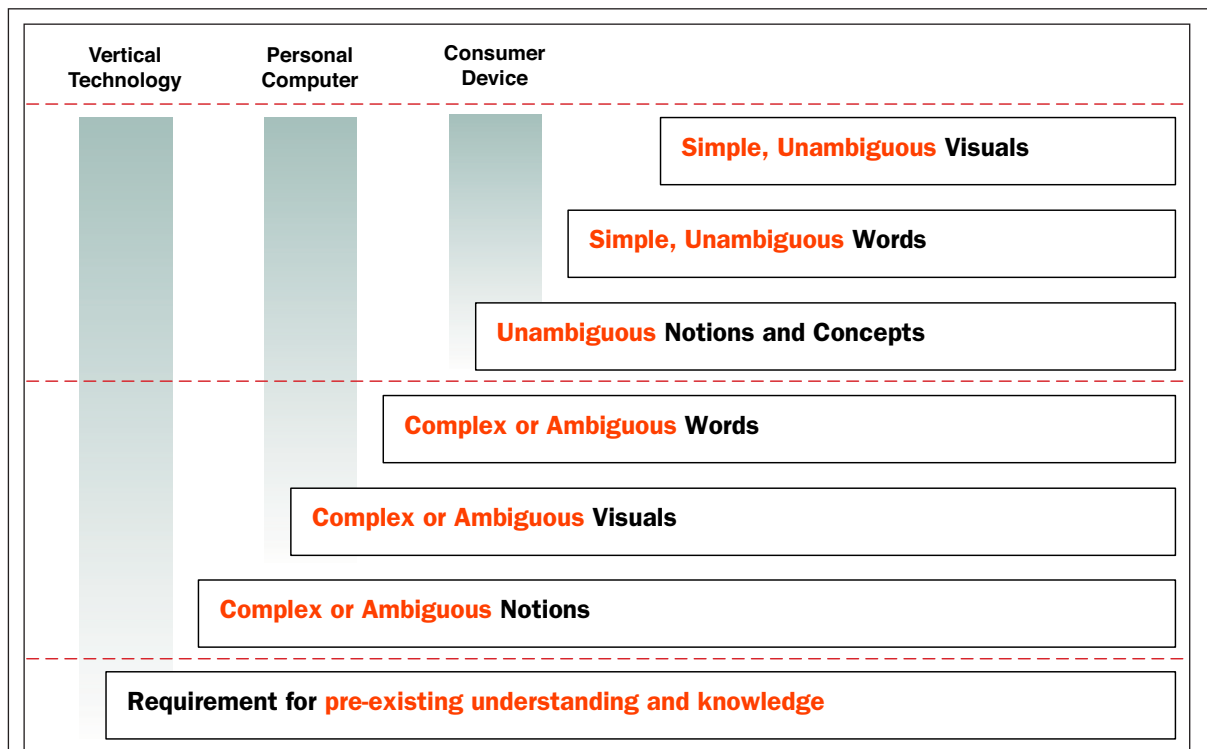 Vertical
Technology
Personal
Computer
Consumer
Device
Simple, Unambiguous Visuals
Simple, Unambiguous Words
Unambiguous Notions and Concepts
Complex or Ambiguous Words
Complex or Ambiguous Visuals
Complex or Ambiguous Notions
Requirement for pre-existing understanding and knowledge